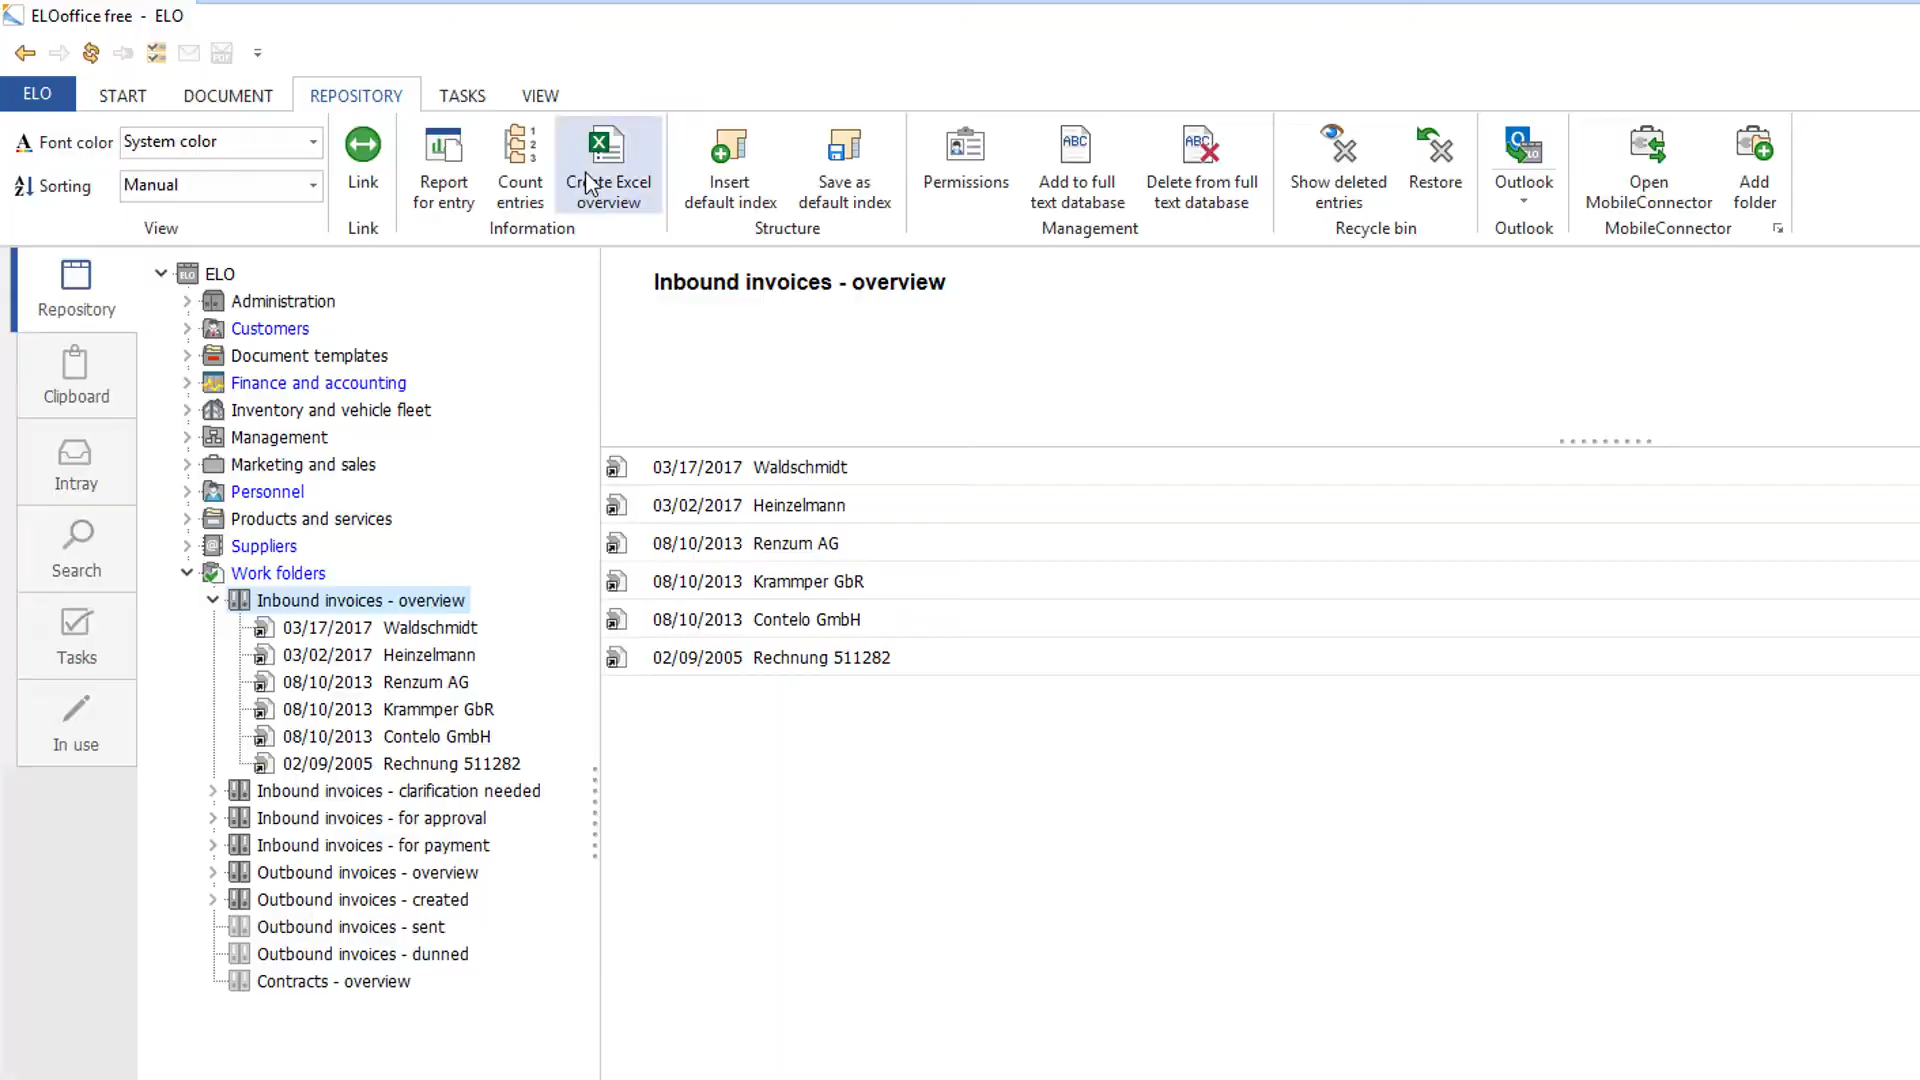 ELOoffice free - ELO
ELO START DOCUMENT REPOSITORY TASKS VIEW
Font color System color
Sorting Manual
View
Link
Link
Report
for entry
Count
entries
Create Excel
overview
Information
Insert
default index
Save as
default index
Structure
Permissions
Add to full
text database
Delete from full
text database
Management
Show deleted
entries
Restore
Recycle bin
Outlook
Outlook
Open
MobileConnector
Add
folder
MobileConnector
Repository
Clipboard
Intray
Search
Tasks
In use
ELO
Administration
Customers
Document templates
Finance and accounting
Inventory and vehicle fleet
Management
Marketing and sales
Personnel
Products and services
Suppliers
Work folders
Inbound invoices - overview
03/17/2017 Waldschmidt
03/02/2017 Heinzelmann
08/10/2013 Renzum AG
08/10/2013 Krammper GbR
08/10/2013 Contelo GmbH
02/09/2005 Rechnung 511282
Inbound invoices - clarification needed
Inbound invoices - for approval
Inbound invoices - for payment
Outbound invoices - overview
Outbound invoices - created
Outbound invoices - sent
Outbound invoices - dunned
Contracts - overview
Inbound invoices - overview
03/17/2017 Waldschmidt
03/02/2017 Heinzelmann
08/10/2013 Renzum AG
08/10/2013 Krammper GbR
08/10/2013 Contelo GmbH
02/09/2005 Rechnung 511282